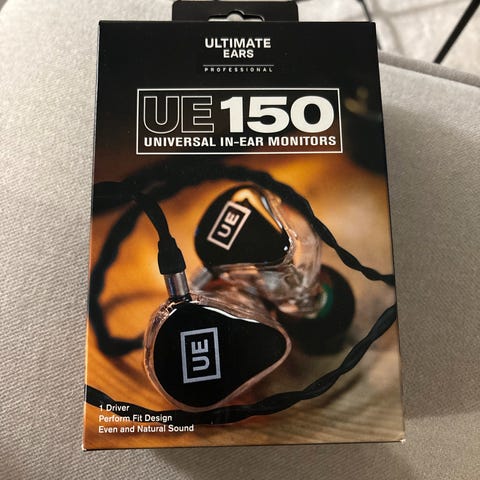 ULTIMATE
EARS
PROFESSIONAL
UE 150
UNIVERSAL IN-EAR MONITORS
UE
UE
1 Driver
Perform Fit Design
Even and Natural Sound